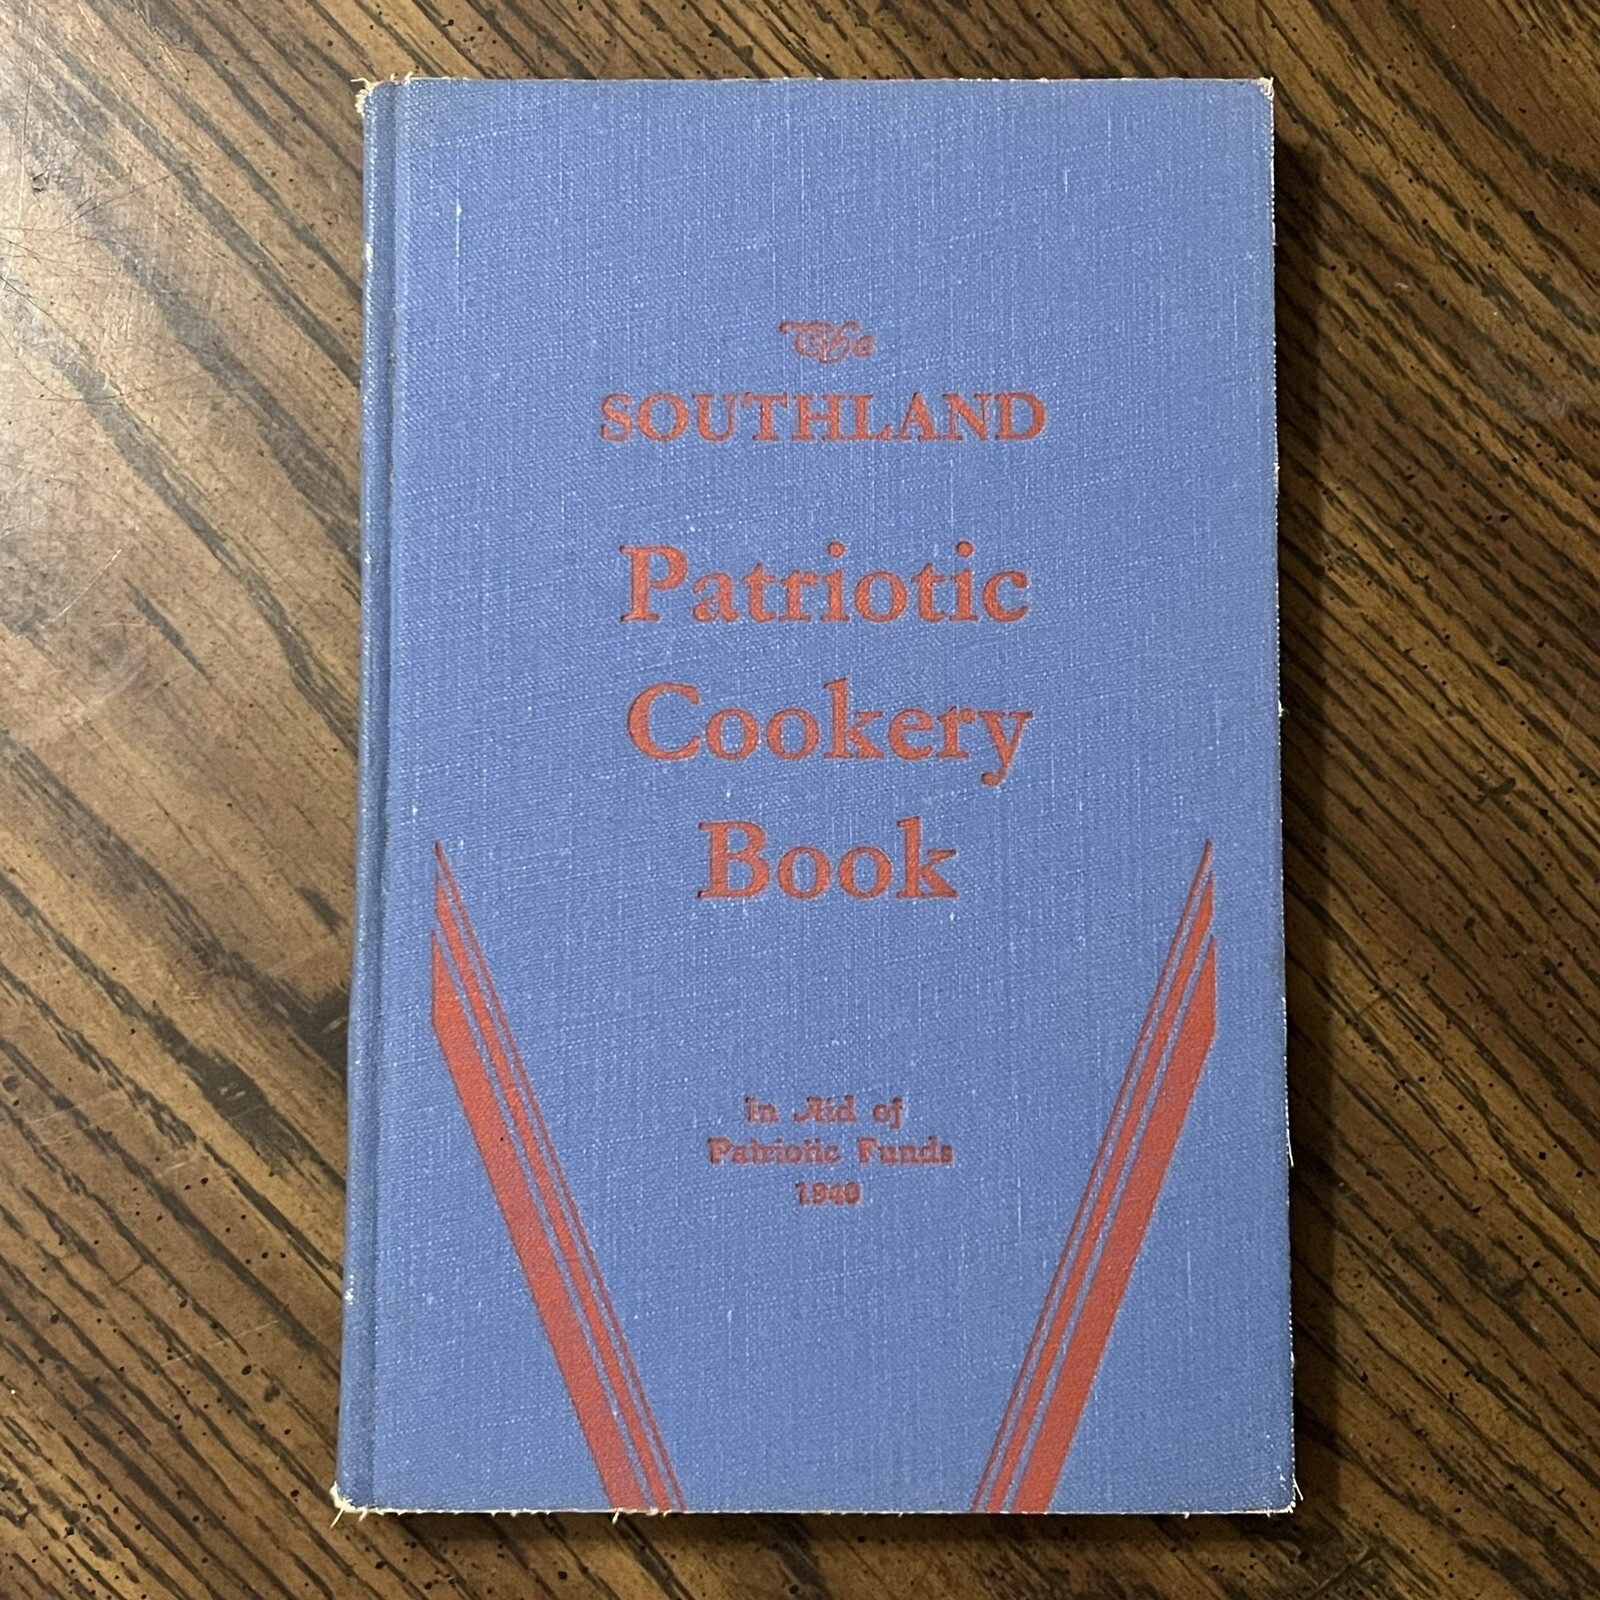 The
SOUTHLAND
Patriotic
Cookery
Book
in Aid of
Patriotic Funds
1940